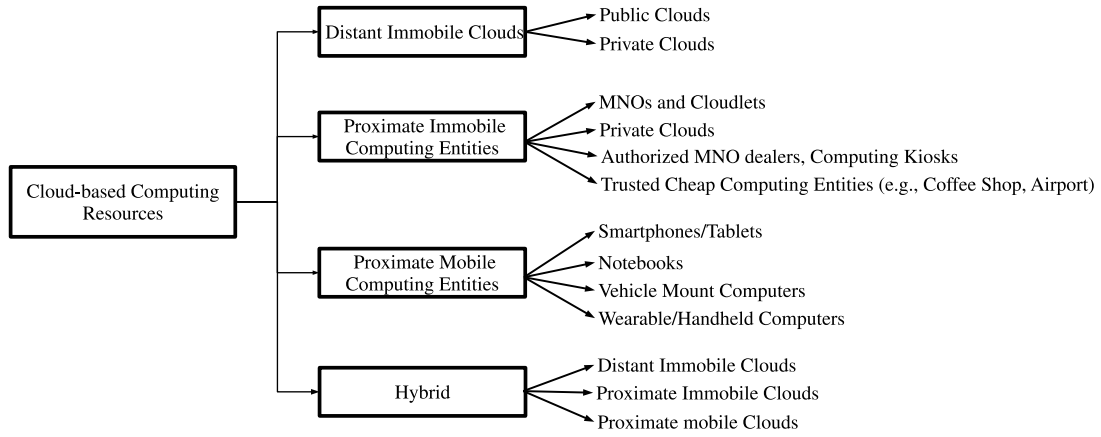 Cloud-based Computing
Resources
Distant Immobile Clouds
Public Clouds
Private Clouds
Proximate Immobile
Computing Entities
MNOs and Cloudlets
Private Clouds
Authorized MNO dealers, Computing Kiosks
Trusted Cheap Computing Entities (e.g., Coffee Shop, Airport)
Proximate Mobile
Computing Entities
Smartphones/Tablets
Notebooks
Vehicle Mount Computers
Wearable/Handheld Computers
Hybrid
Distant Immobile Clouds
Proximate Immobile Clouds
Proximate mobile Clouds